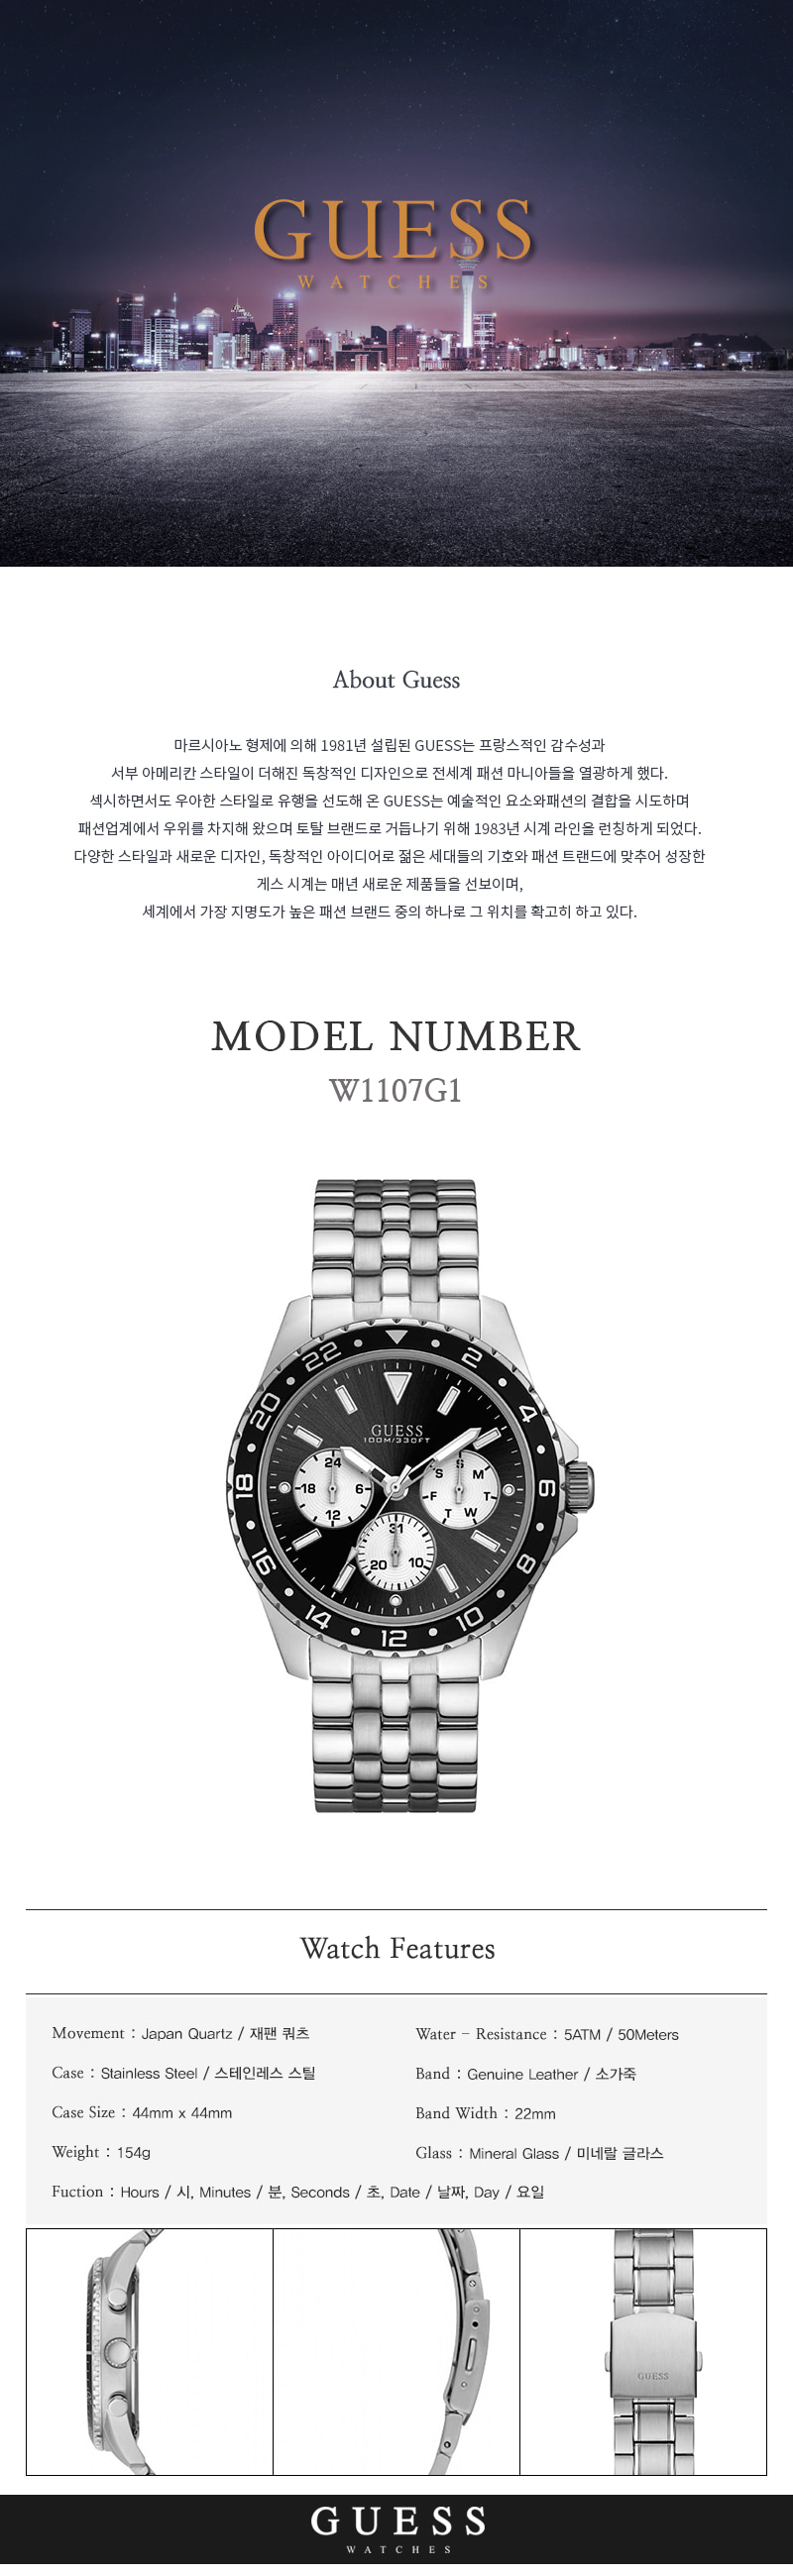 GUESS
WATCHES
About Guess
마르시아노 형제에 의해 1981년 설립된 GUESS는 프랑스적인 감수성과
서부 아메리칸 스타일이 더해진 독창적인 디자인으로 전세계 패션 마니아들을 열광하게 했다.
섹시하면서도 우아한 스타일로 유행을 선도해 온 GUESS는 예술적인 요소와패션의 결합을 시도하며
패션업계에서 우위를 차지해 왔으며 토탈 브랜드로 거듭나기 위해 1983년 시계 라인을 런칭하게 되었다.
다양한 스타일과 새로운 디자인, 독창적인 아이디어로 젊은 세대들의 기호와 패션 트랜드에 맞추어 성장한
게스 시계는 매년 새로운 제품들을 선보이며,
세계에서 가장 지명도가 높은 패션 브랜드 중의 하나로 그 위치를 확고히 하고 있다.
MODEL NUMBER
W1107G1
22 2
20 4
GUESS
100M/330FT
24 S S M
18 18 6 F T 6
12 T W
31
20 10
16 8
14 12 10
Watch Features
Movement : Japan Quartz / 재팬 쿼츠
Water - Resistance : 5ATM / 50Meters
Case : Stainless Steel / 스테인레스 스틸
Band : Genuine Leather / 소가죽
Case Size : 44mm x 44mm
Band Width : 22mm
Weight : 154g
Glass : Mineral Glass / 미네랄 글라스
Fuction : Hours / 시, Minutes / 분, Seconds / 초, Date / 날짜, Day / 요일
GUESS
GUESS
WATCHES